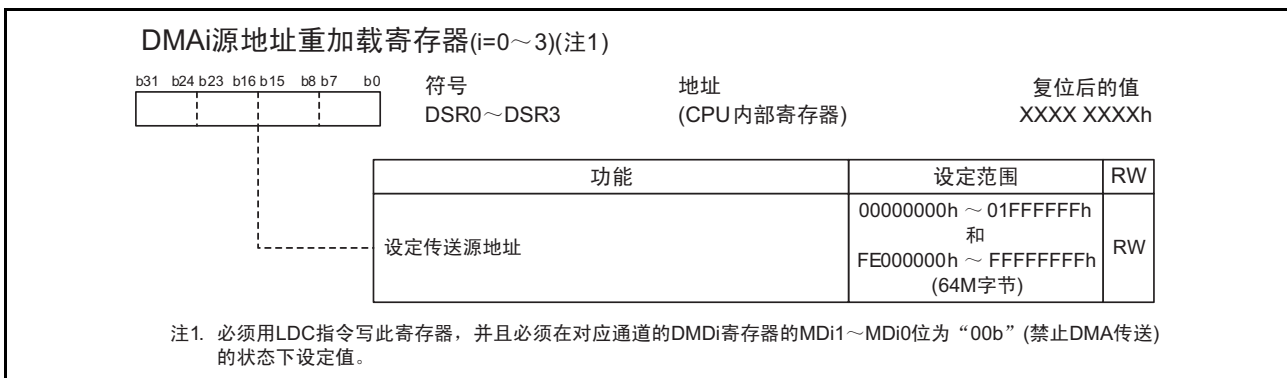 DMAi源地址重加载寄存器(i=0～3)(注1)
b31 b24 b23 b16 b15 b8 b7 b0
符号 地址 复位后的值
DSR0～DSR3 (CPU内部寄存器) XXXX XXXXh
功能 设定范围 RW
设定传送源地址
00000000h ～ 01FFFFFFh
和
FE000000h ～ FFFFFFFFh
(64M字节)
RW
注1. 必须用LDC指令写此寄存器，并且必须在对应通道的DMDi寄存器的MDi1～MDi0位为“00b”(禁止DMA传送)
的状态下设定值。